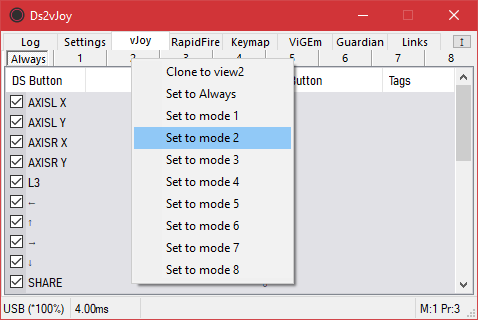 Ds2vJoy
Log Settings vJoy RapidFire Keymap ViGEm Guardian Links
Always 1 2 3 4 5 6 7 8
DS Button Button Tags
Clone to view2
Set to Always
Set to mode 1
Set to mode 2
Set to mode 3
Set to mode 4
Set to mode 5
Set to mode 6
Set to mode 7
Set to mode 8
AXISL X
AXISL Y
AXISR X
AXISR Y
L3
←
↑
→
↓
SHARE
USB (*100%) 4.00ms M:1 Pr:3